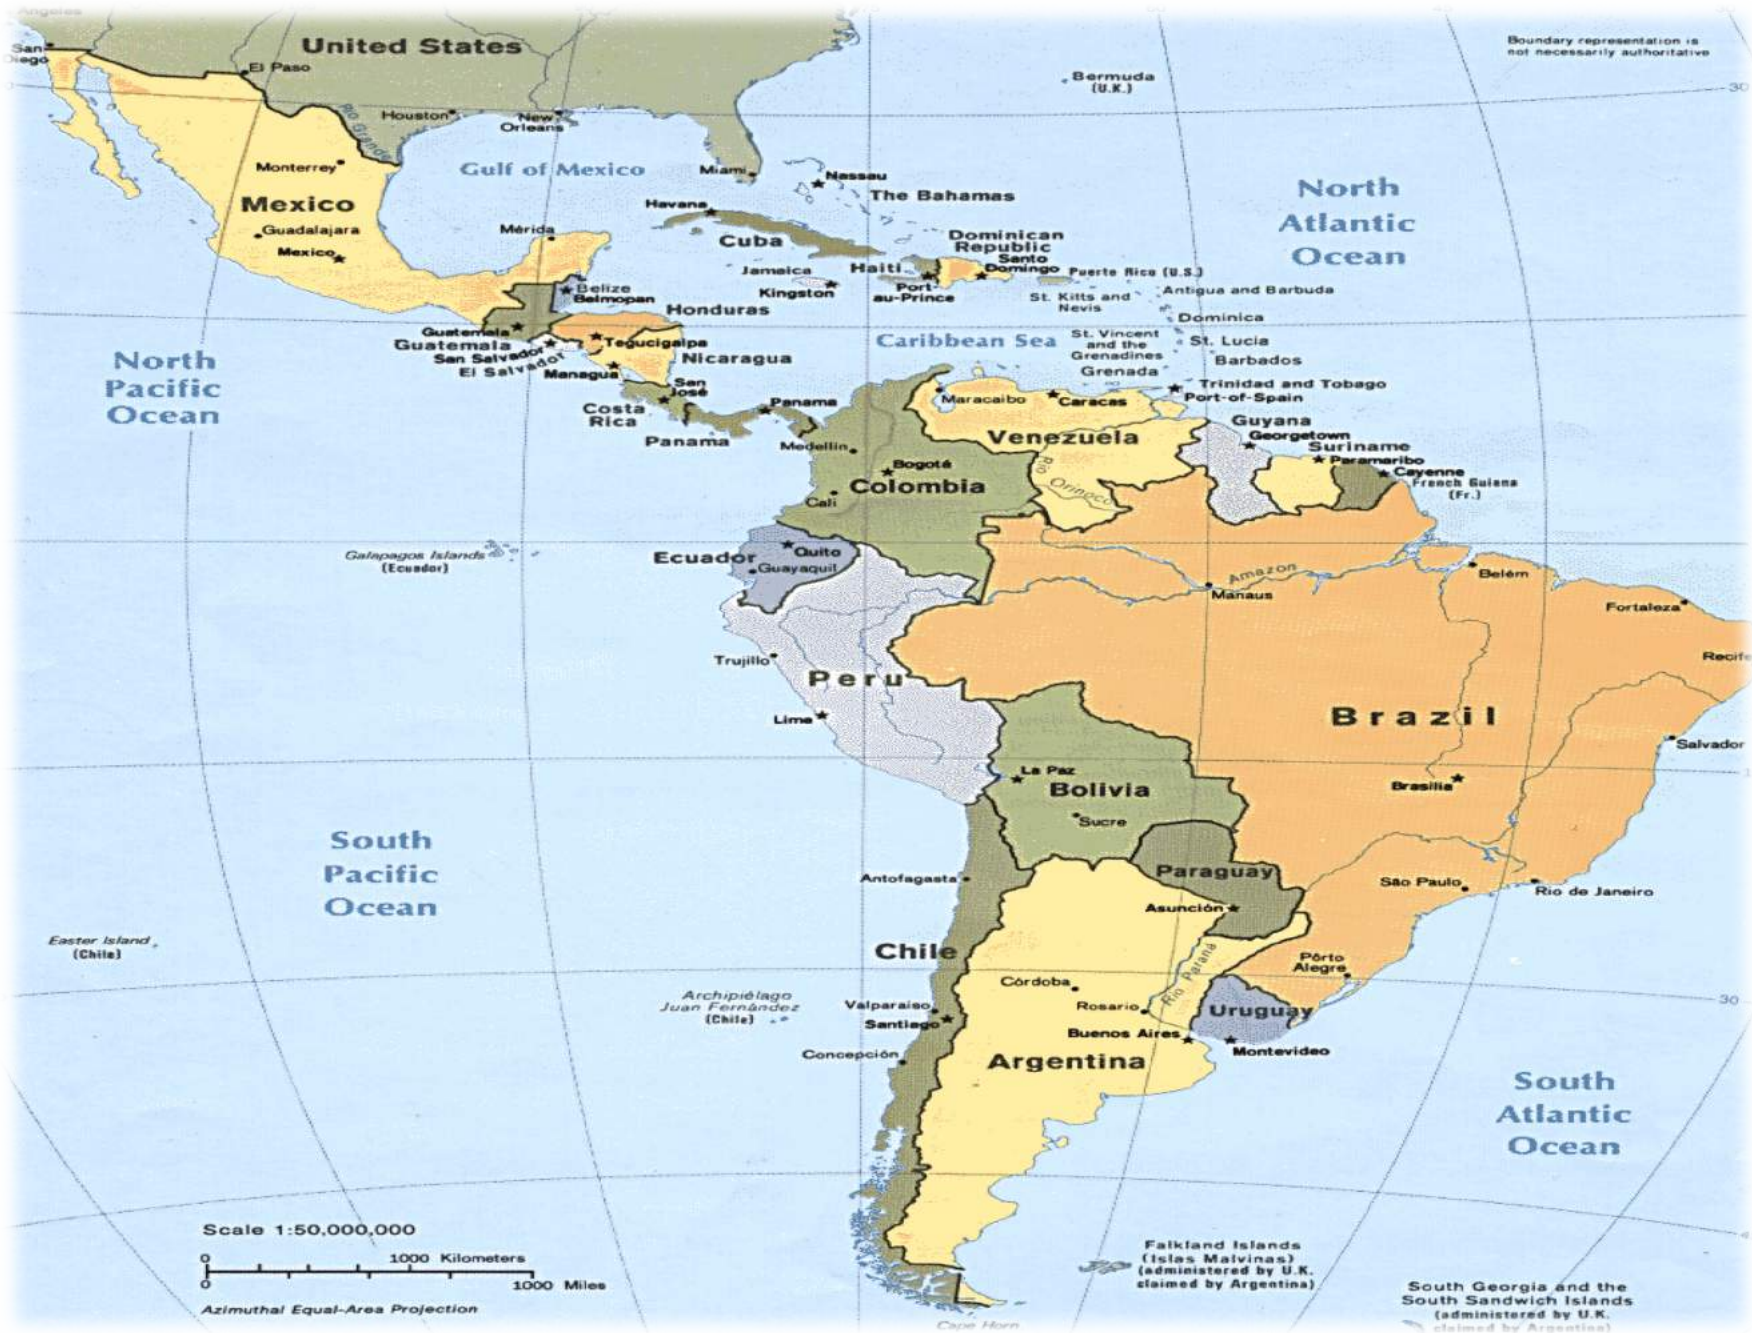 Angeles
San
Diego
United States
El Paso
Boundary representation is
not necessarily authoritative
Bermuda
(U.K.)
30
Houston
New
Orleans
Rio Grande
Monterrey
Gulf of Mexico
Miami
Nassau
The Bahamas
North
Atlantic
Ocean
Mexico
Guadalajara
Mexico
Mérida
Havana
Cuba
Dominican
Republic
Santo
Domingo
Haiti
Port-
au-Prince
Jamaica
Kingston
Puerto Rico (U.S.)
St. Kitts and
Nevis
Antigua and Barbuda
Dominica
Belize
Belmopan
Honduras
Guatemala
Guatemala
Tegucigalpa
San Salvador
El Salvador
Nicaragua
Managua
Caribbean Sea
St. Vincent
and the
Grenadines
St. Lucia
Barbados
Grenada
Trinidad and Tobago
Port-of-Spain
North
Pacific
Ocean
San
José
Costa
Rica
Panama
Panama
Maracaibo
Caracas
Venezuela
Río
Orinoco
Guyana
Georgetown
Suriname
Paramaribo
Cayenne
French Guiana
(Fr.)
Medellín
Bogotá
Colombia
Cali
Galapagos Islands
(Ecuador)
Ecuador
Quito
Guayaquil
Amazon
Manaus
Belém
Fortaleza
Recife
Trujillo
Peru
Lima
Brazil
Salvador
Brasília
La Paz
Bolivia
Sucre
South
Pacific
Ocean
Antofagasta
Paraguay
Asunción
São Paulo
Rio de Janeiro
Easter Island
(Chile)
Chile
Pôrto
Alegre
Archipiélago
Juan Fernández
(Chile)
Córdoba
Río Paraná
Valparaíso
Santiago
Rosario
Uruguay
30
Buenos Aires
Montevideo
Concepción
Argentina
South
Atlantic
Ocean
Scale 1:50,000,000
0
1000 Kilometers
0
1000 Miles
Azimuthal Equal-Area Projection
Falkland Islands
(Islas Malvinas)
(administered by U.K.
claimed by Argentina)
South Georgia and the
South Sandwich Islands
(administered by U.K.
claimed by Argentina)
Cape Horn